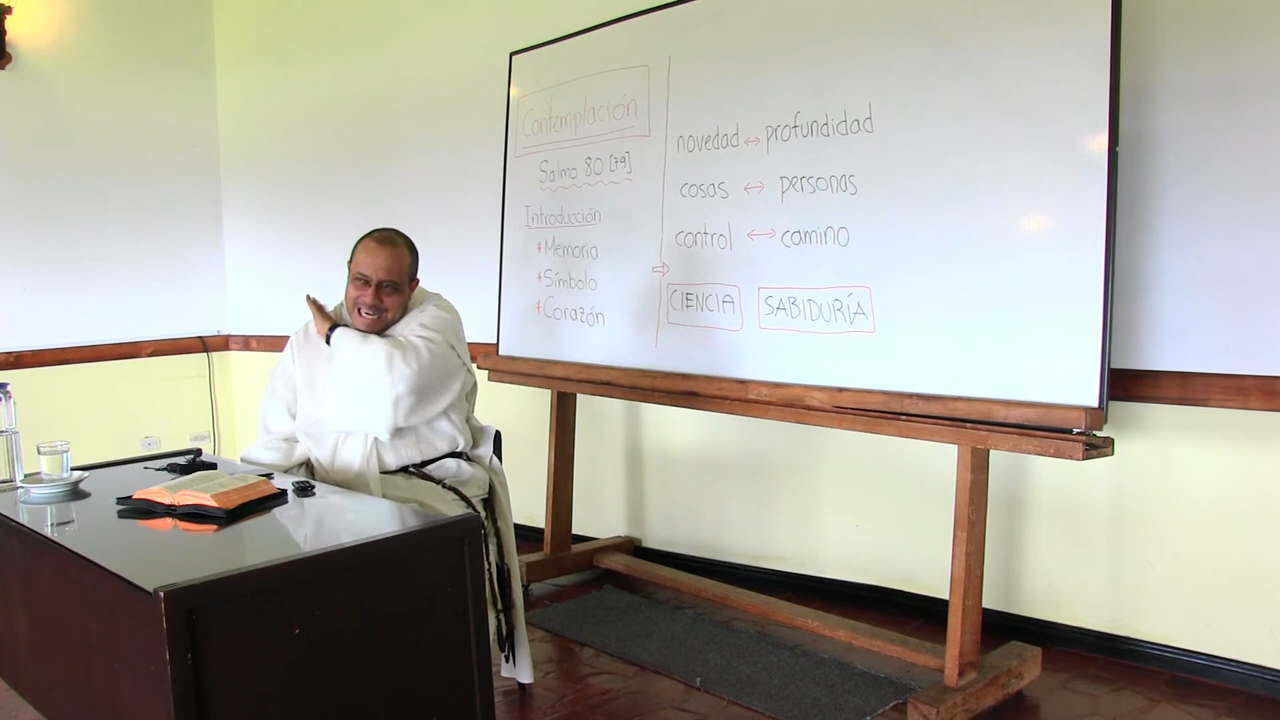 Contemplación
Salmo 80 [79]
Introducción
+Memoria
+Símbolo
+Corazón
novedad ↔ profundidad
cosas ↔ personas
control ↔ camino
⇨
CIENCIA SABIDURÍA